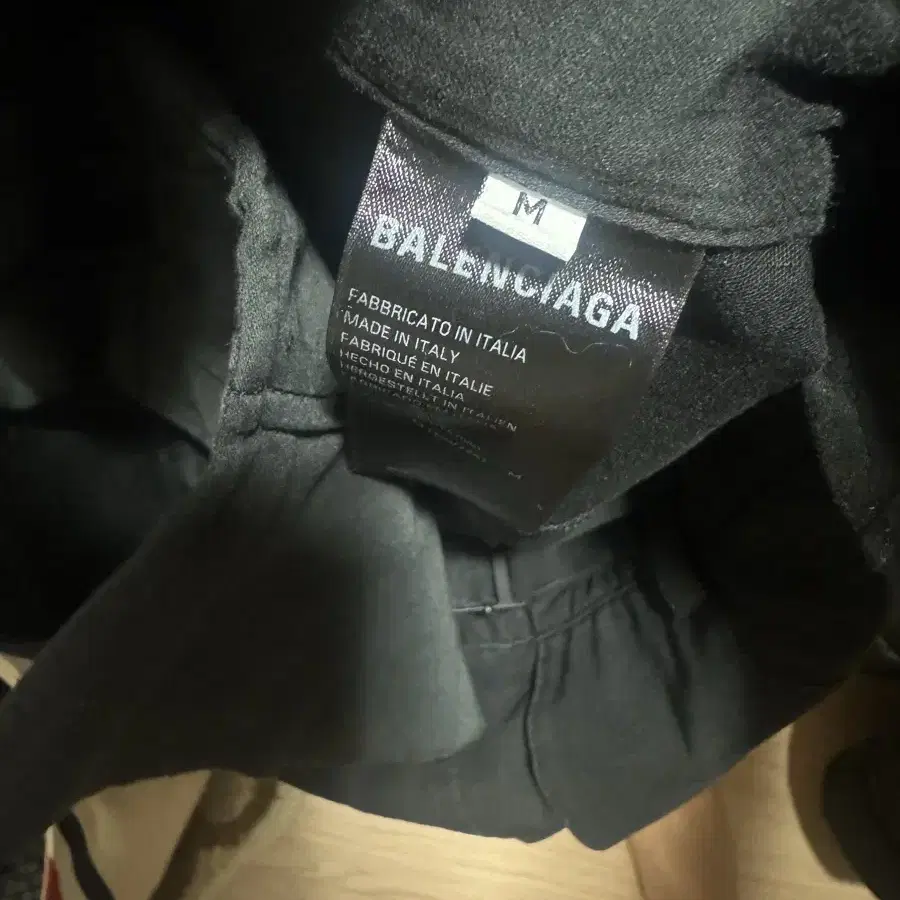 M
BALENCIAGA
FABBRICATO IN ITALIA
MADE IN ITALY
FABRIQUÉ EN ITALIE
HECHO EN ITALIA
HERGESTELLT IN ITALIEN